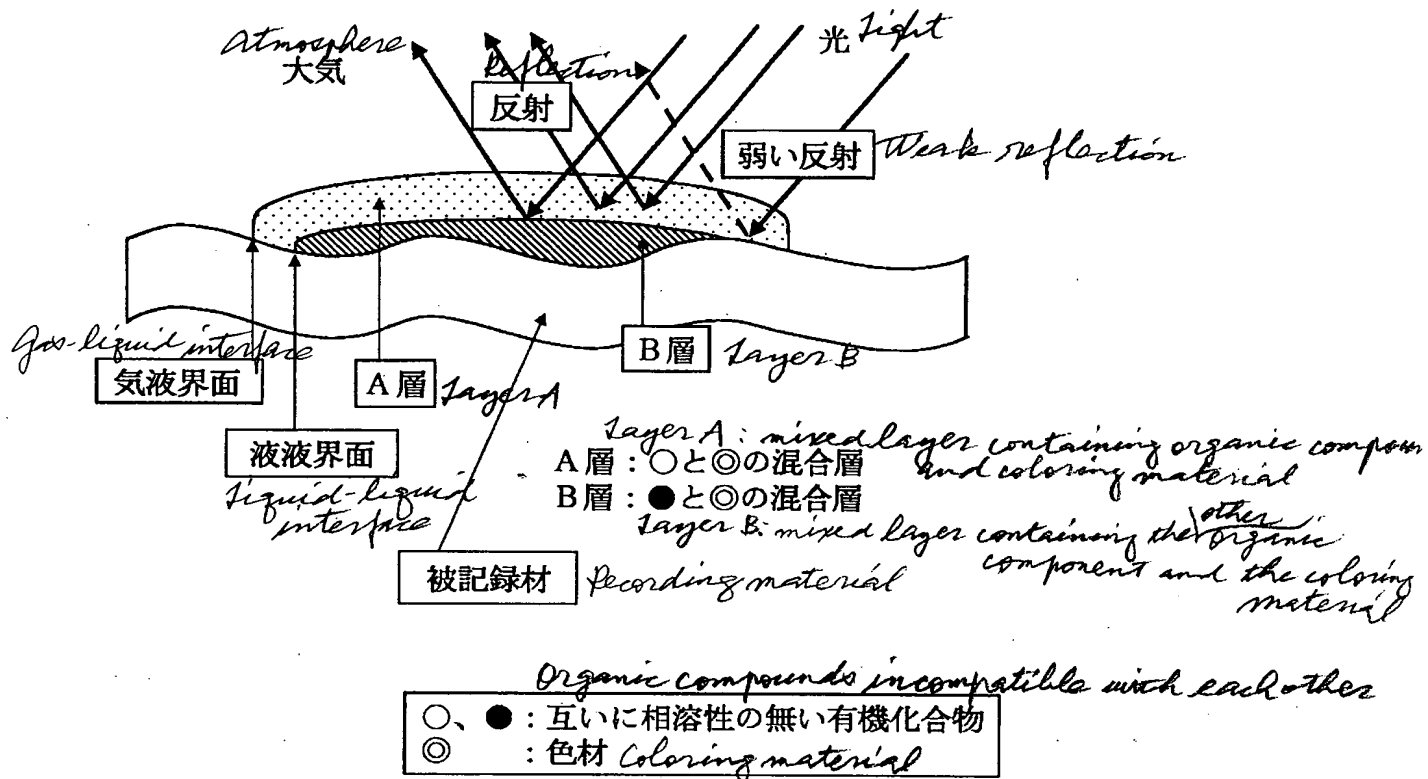 Atmosphere
大気
Reflection
反射
光 Light
弱い反射 Weak reflection
Gas-liquid interface
気液界面
A層 Layer A
B層 Layer B
液液界面
Liquid-liquid
interface
Layer A : mixed layer containing organic compoun
and coloring material
A層：○と◎の混合層
B層：●と◎の混合層
Layer B: mixed layer containing the other organic
component and the coloring
material
被記録材 Recording material
Organic compounds incompatible with each other
○、●：互いに相溶性の無い有機化合物
◎　　：色材 Coloring material